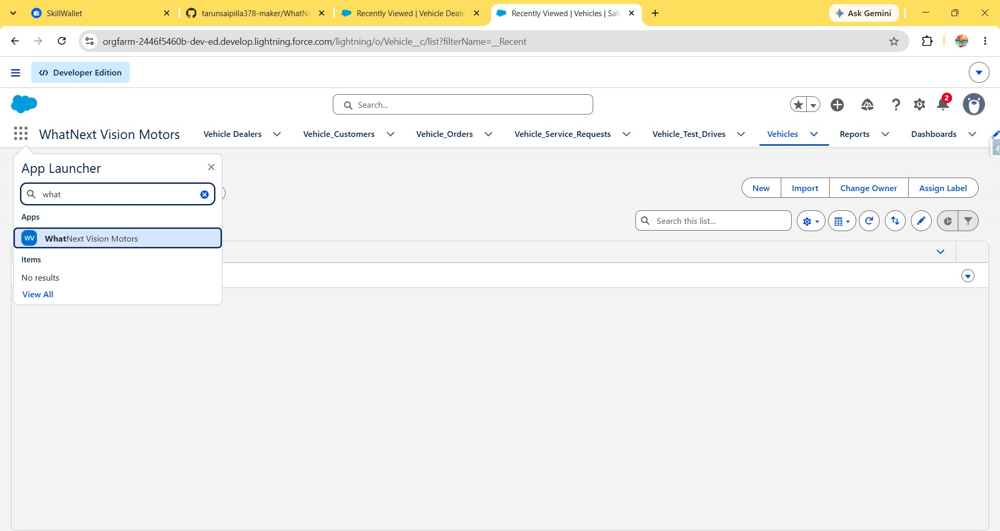 SkillWallet
tarunsaipilla378-maker/WhatNe
Recently Viewed | Vehicle Deale
Recently Viewed | Vehicles | Sale
Ask Gemini
orgfarm-2446f5460b-dev-ed.develop.lightning.force.com/lightning/o/Vehicle__c/list?filterName=__Recent
Developer Edition
Search...
2
WhatNext Vision Motors
Vehicle Dealers
Vehicle_Customers
Vehicle_Orders
Vehicle_Service_Requests
Vehicle_Test_Drives
Vehicles
Reports
Dashboards
App Launcher
what
Apps
WV
WhatNext Vision Motors
Items
No results
View All
New
Import
Change Owner
Assign Label
Search this list...